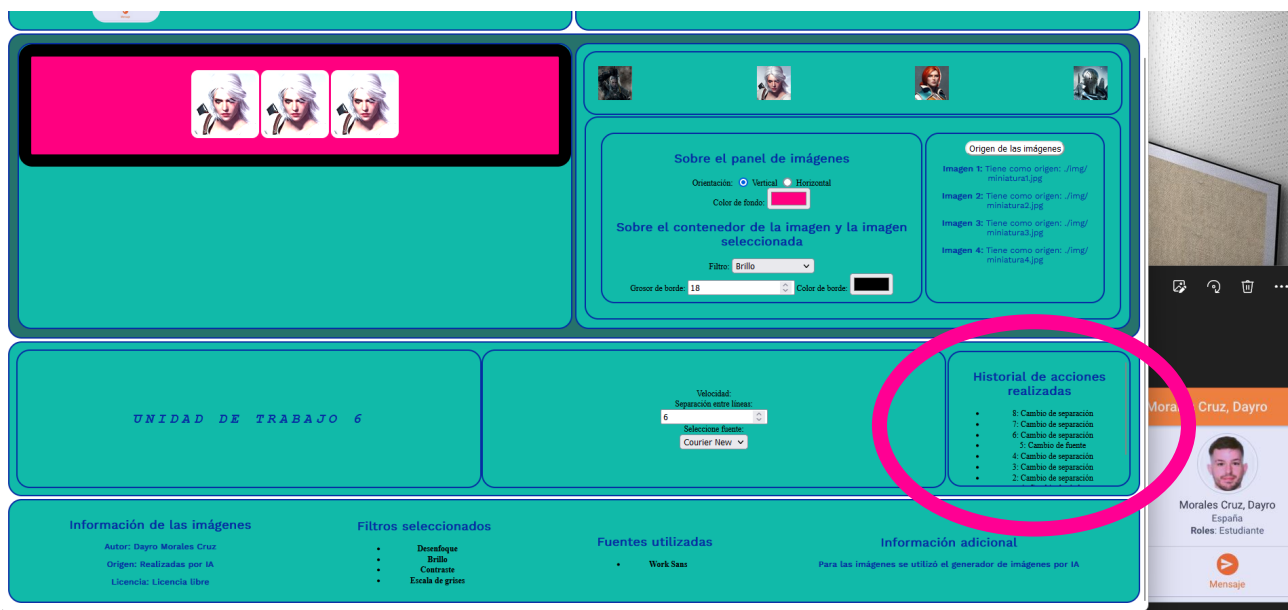 Origen de las imágenes
Imagen 1: Tiene como origen: ./img/
miniatura1.jpg
Imagen 2: Tiene como origen: ./img/
miniatura2.jpg
Imagen 3: Tiene como origen: ./img/
miniatura3.jpg
Imagen 4: Tiene como origen: ./img/
miniatura4.jpg
Sobre el panel de imágenes
Orientación: Vertical Horizontal
Color de fondo:
Sobre el contenedor de la imagen y la imagen
seleccionada
Filtro: Brillo
Grosor de borde: 18 Color de borde:
UNIDAD DE TRABAJO 6
Velocidad:
Separación entre líneas:
6
Seleccione fuente:
Courier New
Historial de acciones
realizadas
8: Cambio de separación
7: Cambio de separación
6: Cambio de separación
5: Cambio de fuente
4: Cambio de separación
3: Cambio de separación
2: Cambio de separación
Información de las imágenes
Autor: Dayro Morales Cruz
Origen: Realizadas por IA
Licencia: Licencia libre
Filtros seleccionados
Desenfoque
Brillo
Contraste
Escala de grises
Fuentes utilizadas
Work Sans
Información adicional
Para las imágenes se utilizó el generador de imágenes por IA
Cruz, Dayro
Morales Cruz, Dayro
España
Roles: Estudiante
Mensaje